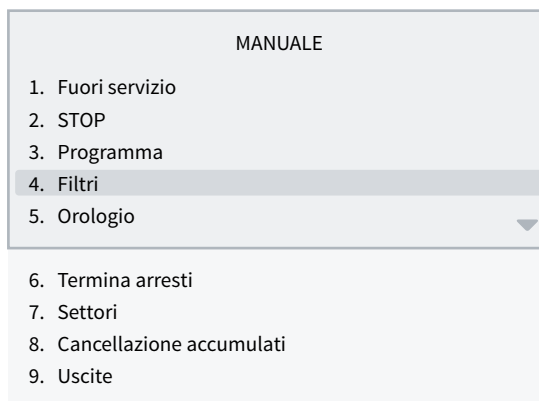 MANUALE
1. Fuori servizio
2. STOP
3. Programma
4. Filtri
5. Orologio
6. Termina arresti
7. Settori
8. Cancellazione accumulati
9. Uscite